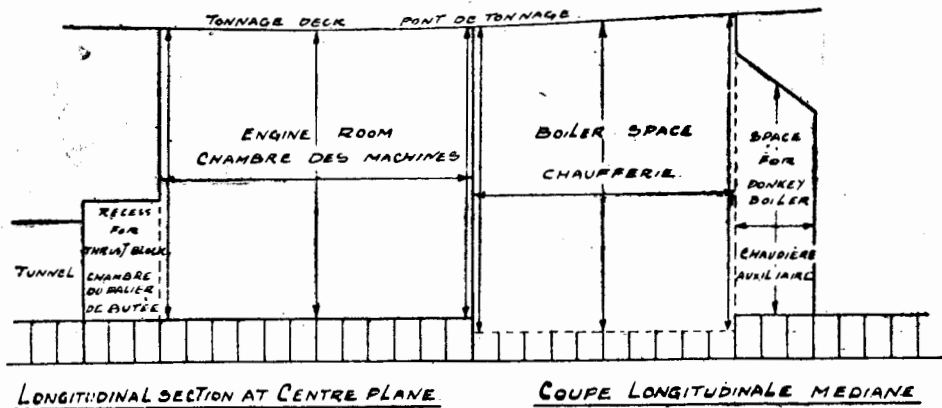 TONNAGE DECK PONT DE TONNAGE.
ENGINE ROOM
CHAMBRE DES MACHINES
BOILER SPACE
CHAUFFERIE.
SPACE
FOR
DONKEY
BOILER
CHAUDIÈRE
AUXILIAIRE
RECESS
FOR
THRUST BLOCK
CHAMBRE
DU PALIER
DE BUTÉE
TUNNEL
LONGITUDINAL SECTION AT CENTRE PLANE.
COUPE LONGITUDINALE MEDIANE